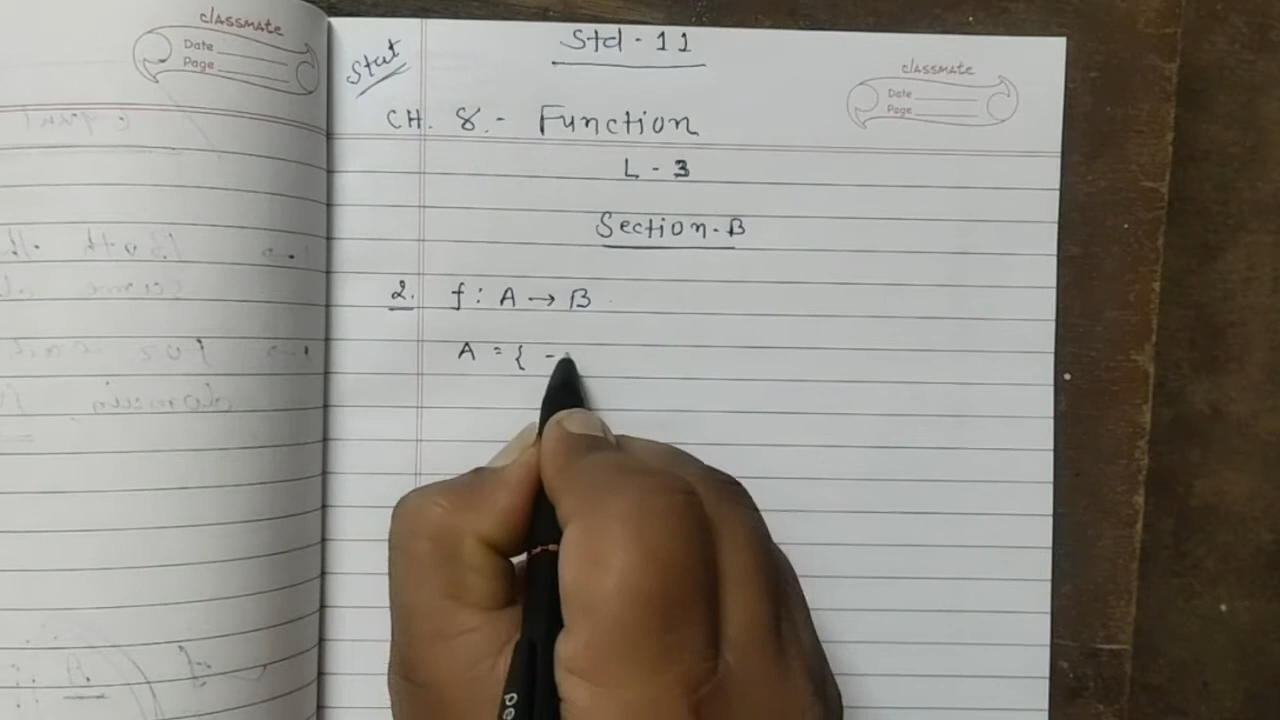 classmate
Date
Page
Stat
Std - 11
classmate
Date
Page
CH. 8.- Function
L - 3
Section-B
2. f : A → B
A = { -